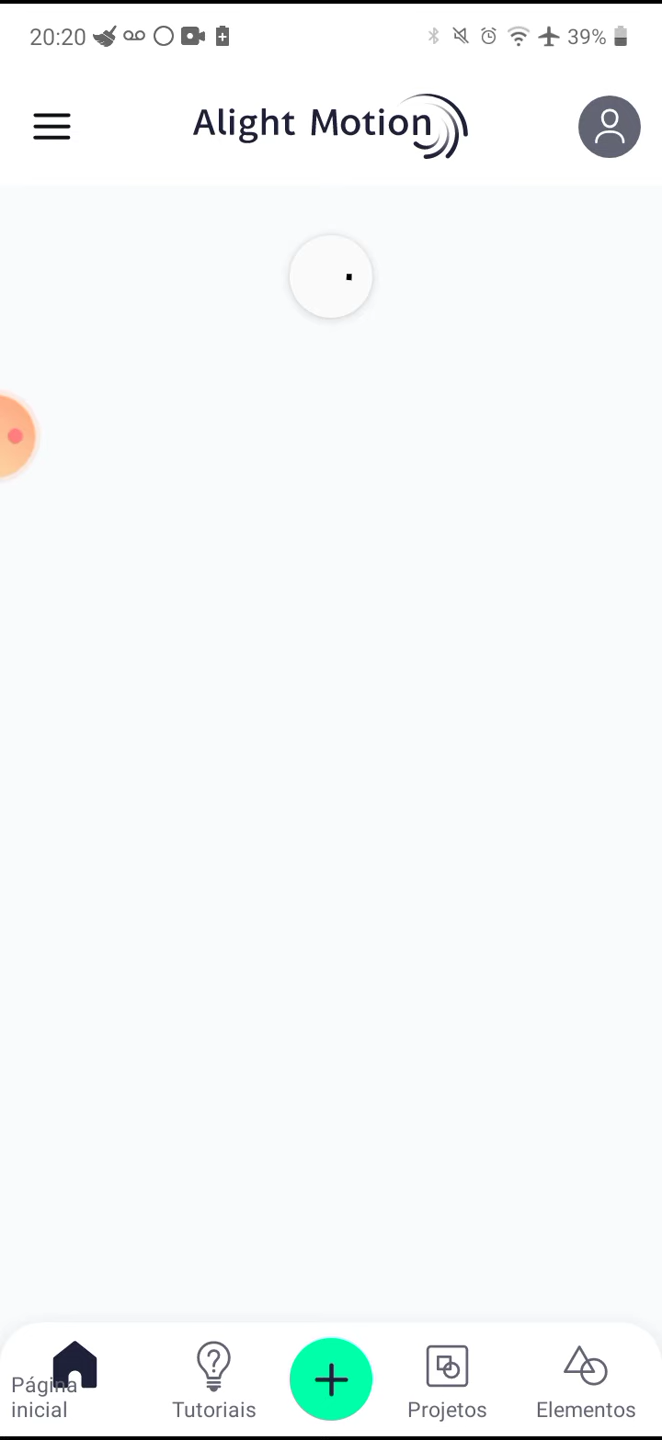 20:20
39%
Alight Motion
Página
inicial
Tutoriais
Projetos
Elementos